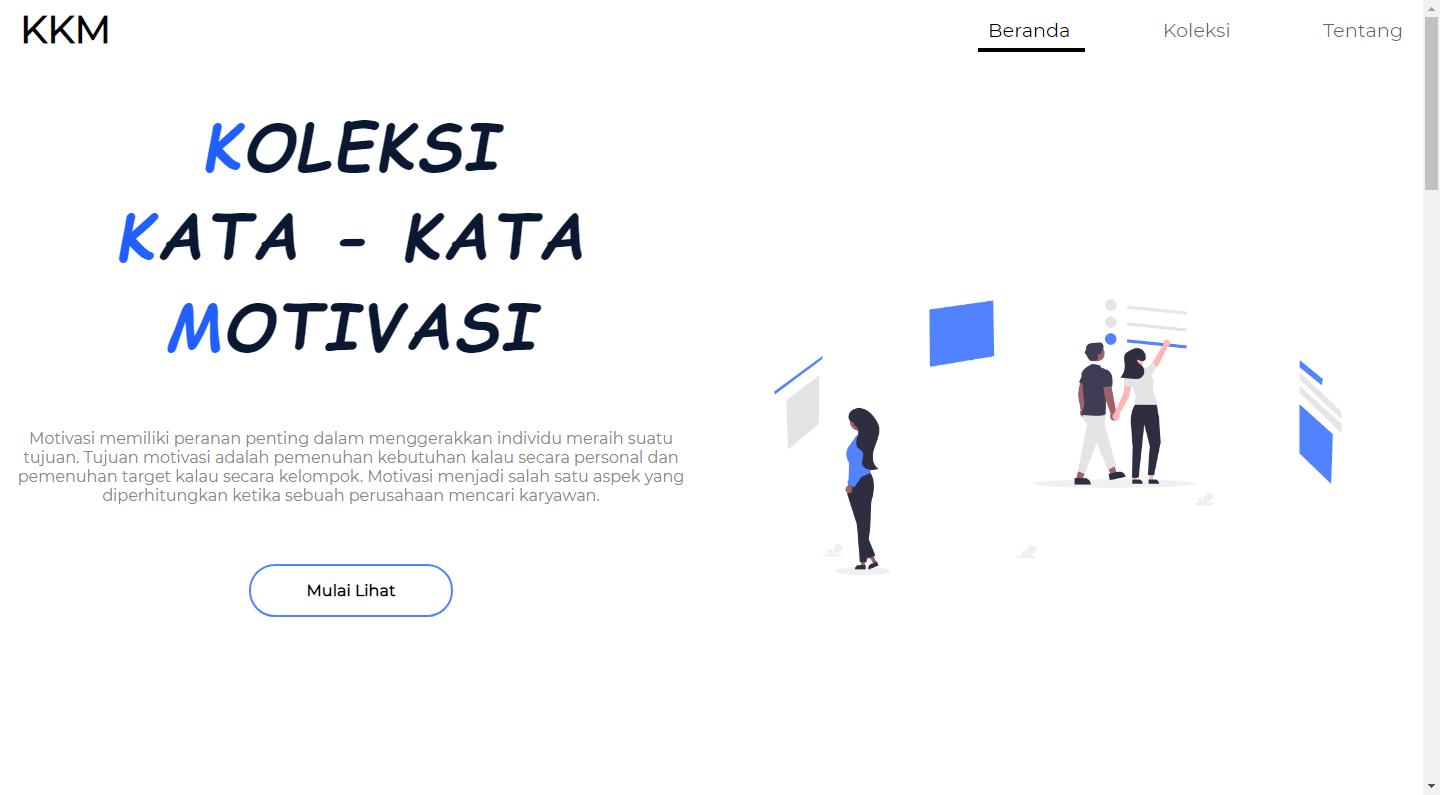 KKM
Beranda
Koleksi
Tentang
KOLEKSI
KATA - KATA
MOTIVASI
Motivasi memiliki peranan penting dalam menggerakkan individu meraih suatu
tujuan. Tujuan motivasi adalah pemenuhan kebutuhan kalau secara personal dan
pemenuhan target kalau secara kelompok. Motivasi menjadi salah satu aspek yang
diperhitungkan ketika sebuah perusahaan mencari karyawan.
Mulai Lihat